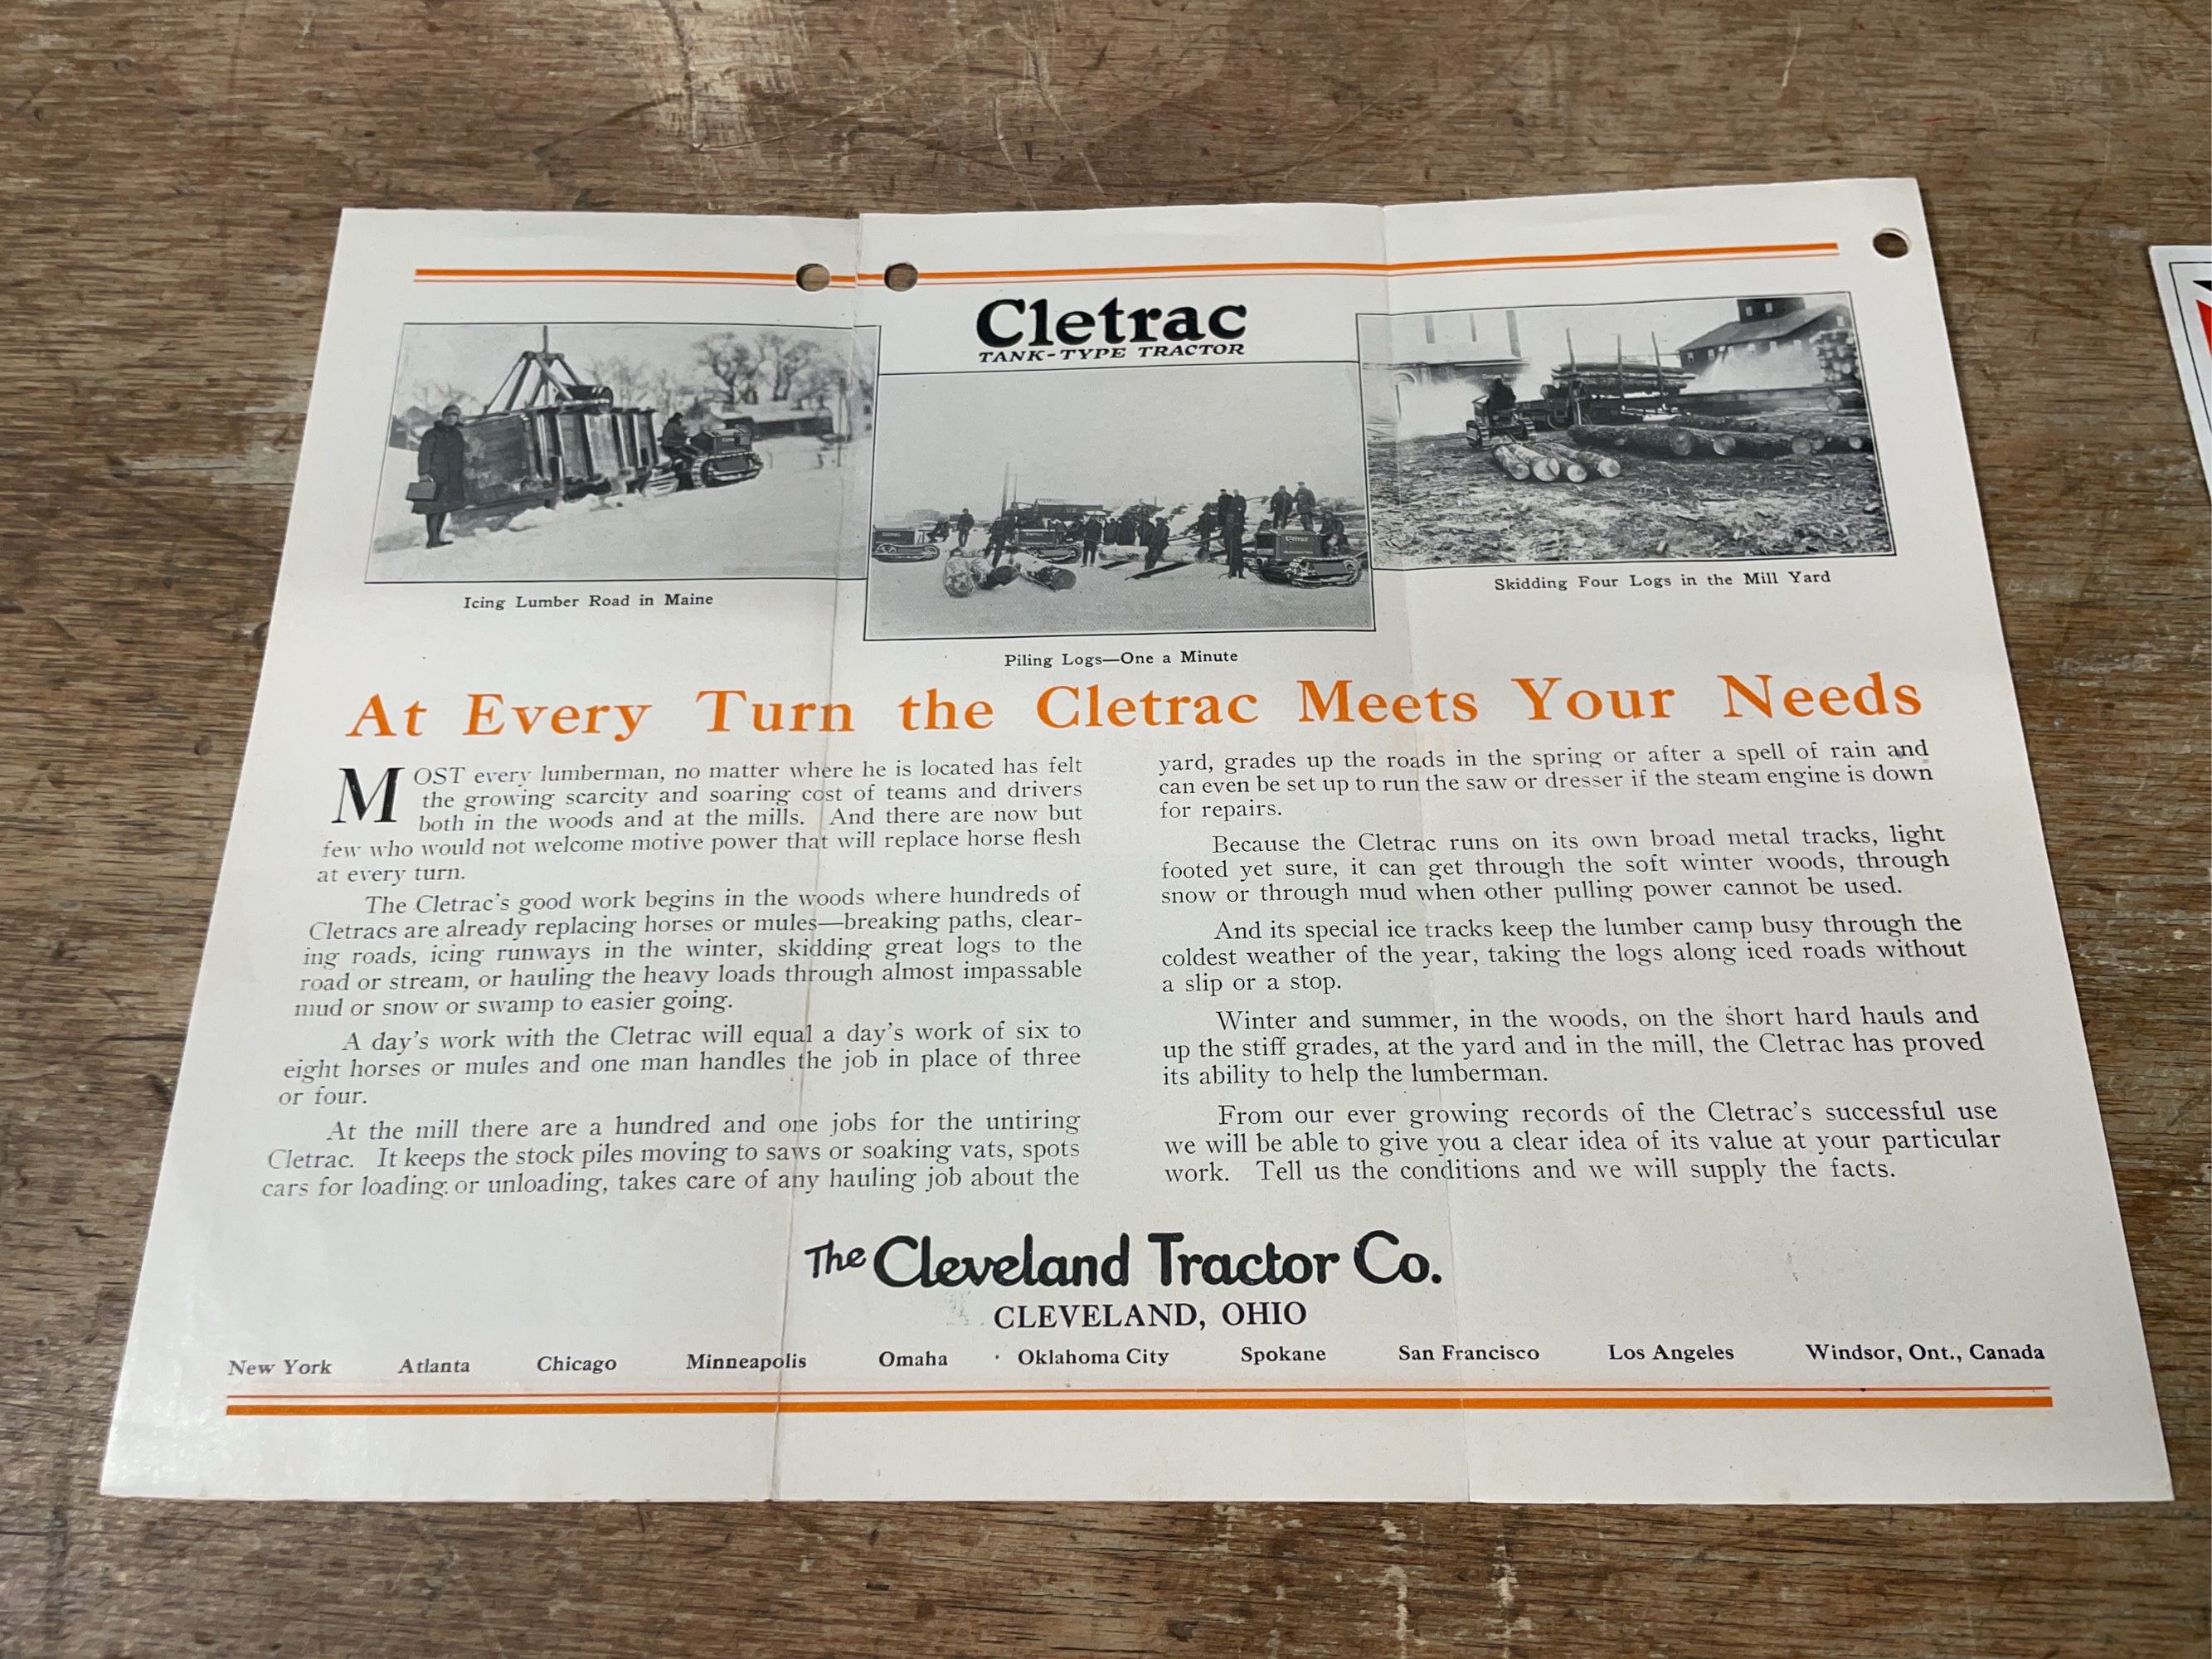 Cletrac
TANK-TYPE TRACTOR
Icing Lumber Road in Maine
Piling Logs—One a Minute
Skidding Four Logs in the Mill Yard
At Every Turn the Cletrac Meets Your Needs
MOST every lumberman, no matter where he is located has felt
the growing scarcity and soaring cost of teams and drivers
both in the woods and at the mills. And there are now but
few who would not welcome motive power that will replace horse flesh
at every turn.
The Cletrac's good work begins in the woods where hundreds of
Cletracs are already replacing horses or mules—breaking paths, clear-
ing roads, icing runways in the winter, skidding great logs to the
road or stream, or hauling the heavy loads through almost impassable
mud or snow or swamp to easier going.
A day's work with the Cletrac will equal a day's work of six to
eight horses or mules and one man handles the job in place of three
or four.
At the mill there are a hundred and one jobs for the untiring
Cletrac. It keeps the stock piles moving to saws or soaking vats, spots
cars for loading or unloading, takes care of any hauling job about the
yard, grades up the roads in the spring or after a spell of rain and
can even be set up to run the saw or dresser if the steam engine is down
for repairs.
Because the Cletrac runs on its own broad metal tracks, light
footed yet sure, it can get through the soft winter woods, through
snow or through mud when other pulling power cannot be used.
And its special ice tracks keep the lumber camp busy through the
coldest weather of the year, taking the logs along iced roads without
a slip or a stop.
Winter and summer, in the woods, on the short hard hauls and
up the stiff grades, at the yard and in the mill, the Cletrac has proved
its ability to help the lumberman.
From our ever growing records of the Cletrac's successful use
we will be able to give you a clear idea of its value at your particular
work. Tell us the conditions and we will supply the facts.
The Cleveland Tractor Co.
CLEVELAND, OHIO
New York Atlanta Chicago Minneapolis Omaha Oklahoma City Spokane San Francisco Los Angeles Windsor, Ont., Canada